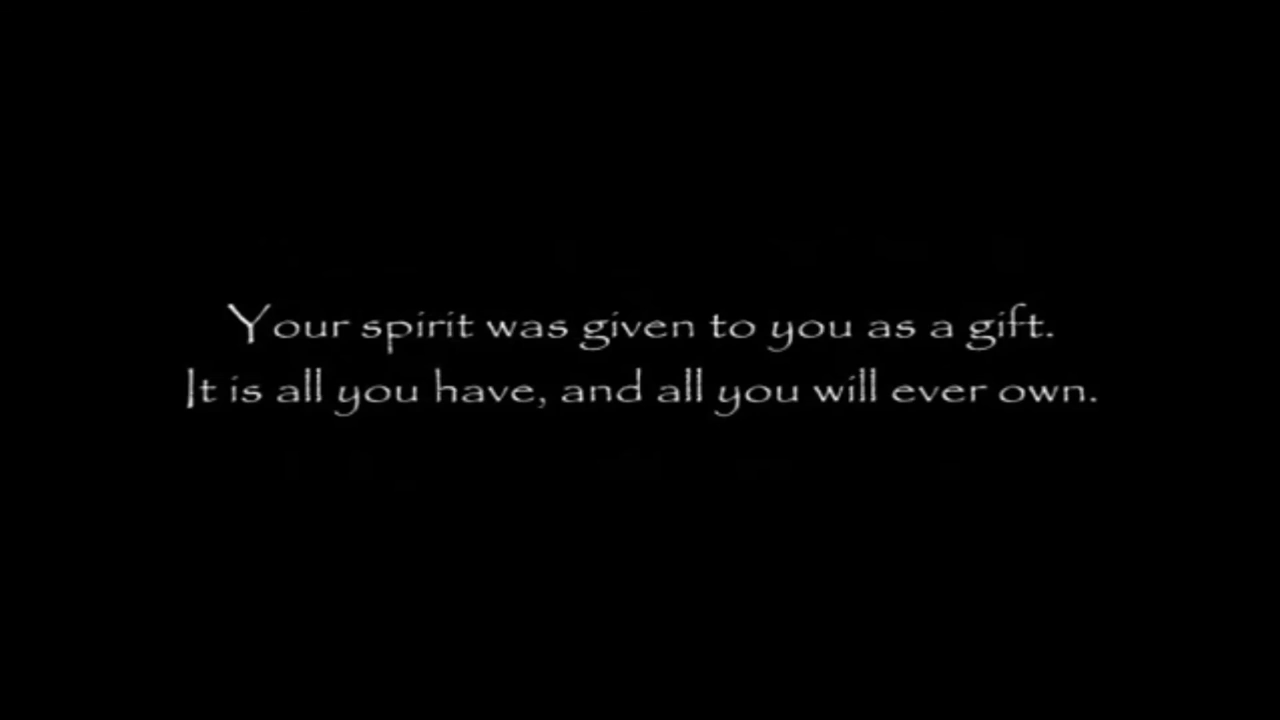 Your spirit was given to you as a gift.
It is all you have, and all you will ever own.